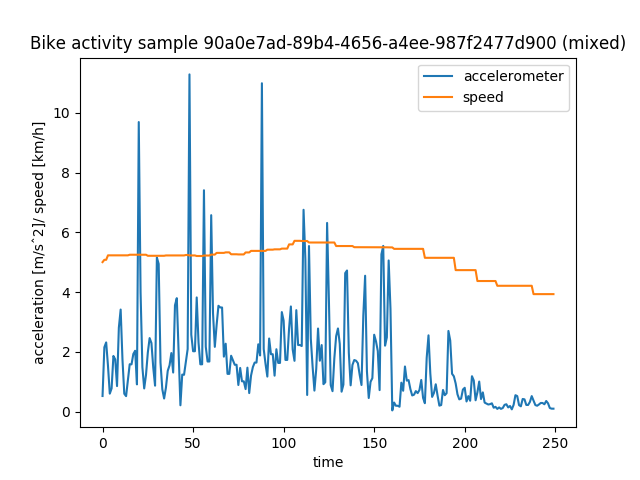 Bike activity sample 90a0e7ad-89b4-4656-a4ee-987f2477d900 (mixed)
accelerometer
speed
acceleration [m/s^2]/ speed [km/h]
10
8
6
4
2
0
0 50 100 150 200 250
time